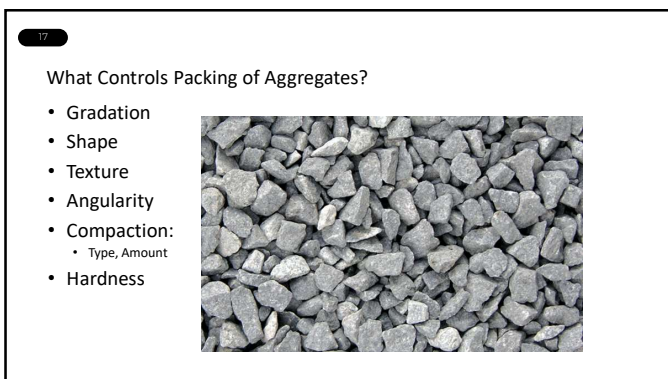 17
What Controls Packing of Aggregates?
• Gradation
• Shape
• Texture
• Angularity
• Compaction:
• Type, Amount
• Hardness